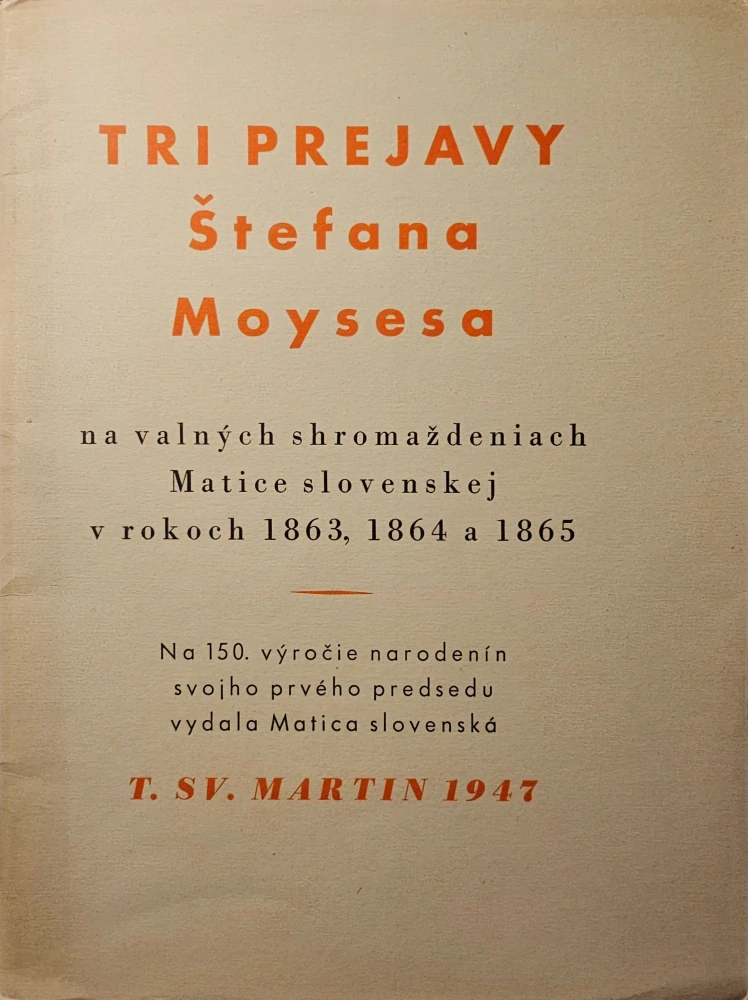 TRI PREJAVY
Štefana
Moysesa
na valných shromaždeniach
Matice slovenskej
v rokoch 1863, 1864 a 1865
Na 150. výročie narodenín
svojho prvého predsedu
vydala Matica slovenská
T. SV. MARTIN 1947